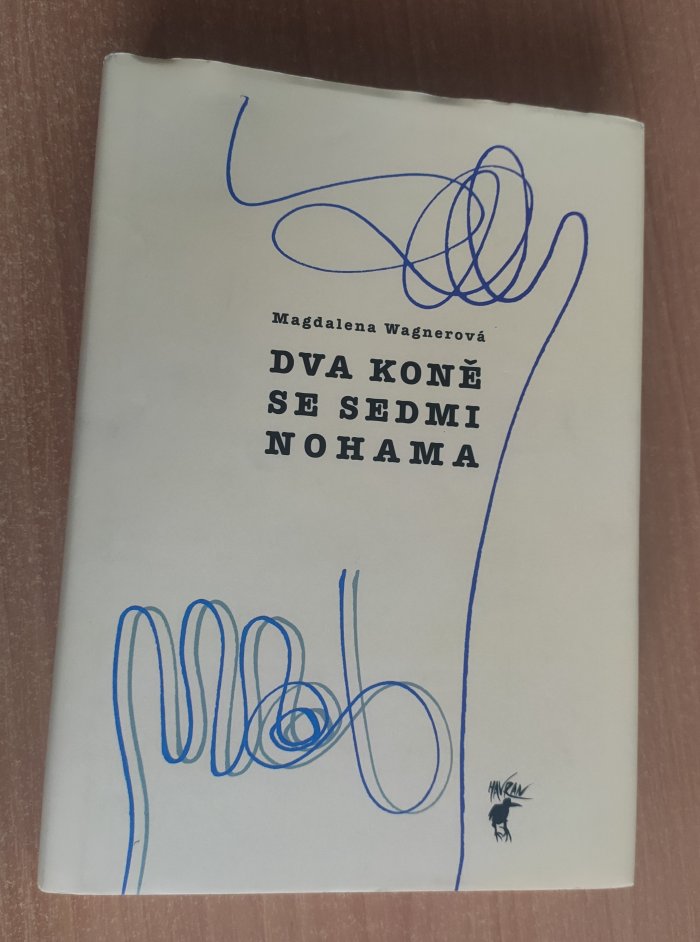 Magdalena Wagnerová
DVA KONĚ
SE SEDMI
NOHAMA
HAVRAN